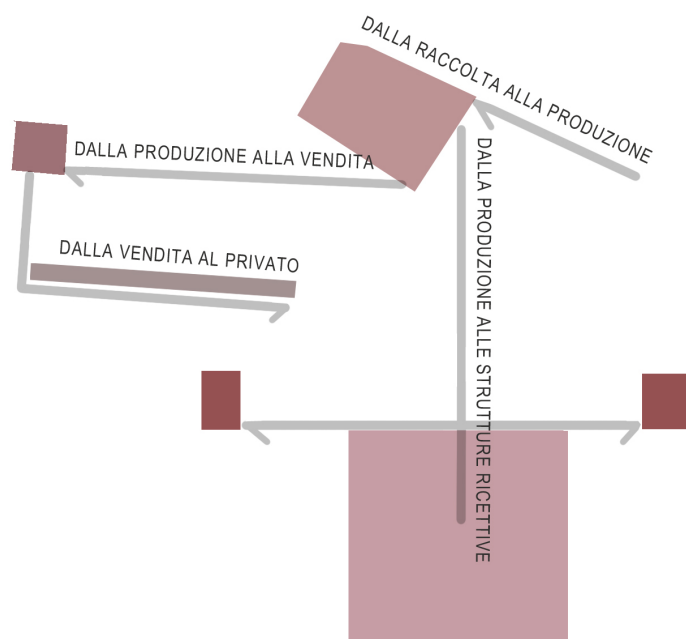 DALLA RACCOLTA ALLA PRODUZIONE
DALLA PRODUZIONE ALLA VENDITA
DALLA VENDITA AL PRIVATO
DALLA PRODUZIONE ALLE STRUTTURE RICETTIVE